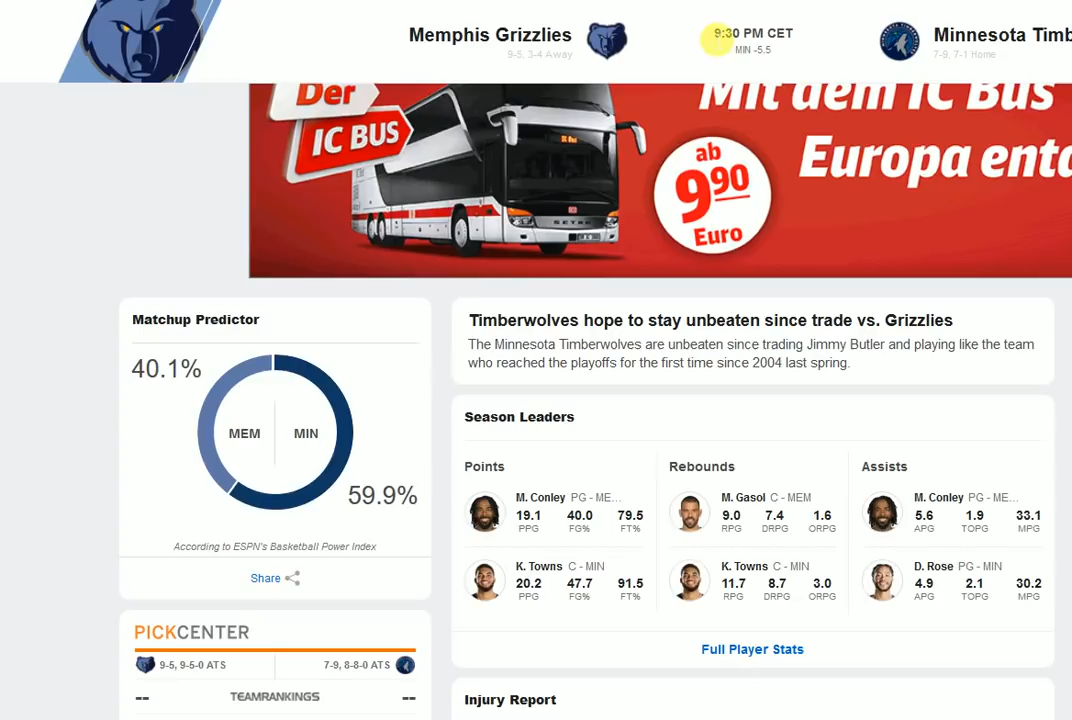 Memphis Grizzlies
9-5, 3-4 Away
9:30 PM CET
MIN -5.5
Minnesota Timb
7-9, 7-1 Home
Der
IC BUS
Mit dem IC Bus
Europa entd
ab
9,90
Euro
Matchup Predictor
40.1%
MEM
MIN
59.9%
According to ESPN's Basketball Power Index
Share
PICKCENTER
9-5, 9-5-0 ATS
7-9, 8-8-0 ATS
-- TEAMRANKINGS --
Timberwolves hope to stay unbeaten since trade vs. Grizzlies
The Minnesota Timberwolves are unbeaten since trading Jimmy Butler and playing like the team
who reached the playoffs for the first time since 2004 last spring.
Season Leaders
Points
M. Conley PG - ME...
19.1 40.0 79.5
PPG FG% FT%
K. Towns C - MIN
20.2 47.7 91.5
PPG FG% FT%
Rebounds
M. Gasol C - MEM
9.0 7.4 1.6
RPG DRPG ORPG
K. Towns C - MIN
11.7 8.7 3.0
RPG DRPG ORPG
Assists
M. Conley PG - ME...
5.6 1.9 33.1
APG TOPG MPG
D. Rose PG - MIN
4.9 2.1 30.2
APG TOPG MPG
Full Player Stats
Injury Report